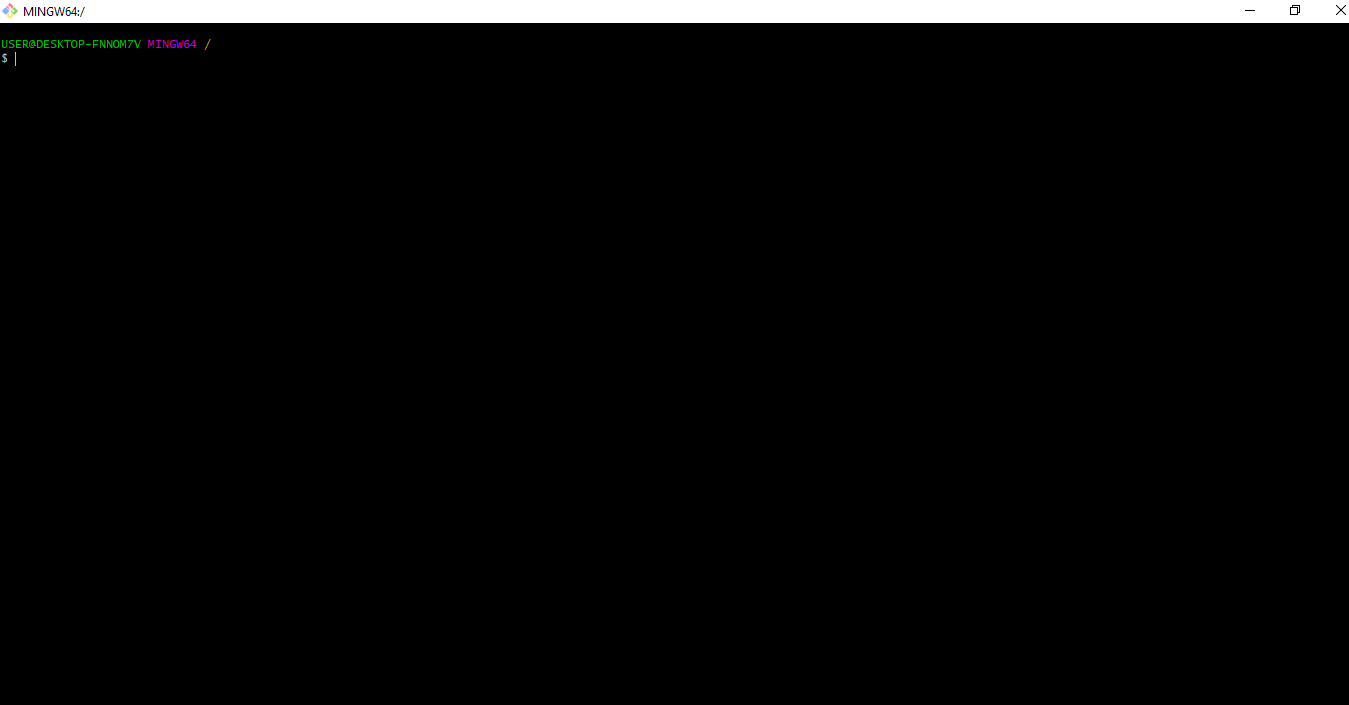 MINGW64:/
USER@DESKTOP-FNNOM7V MINGW64 /
$